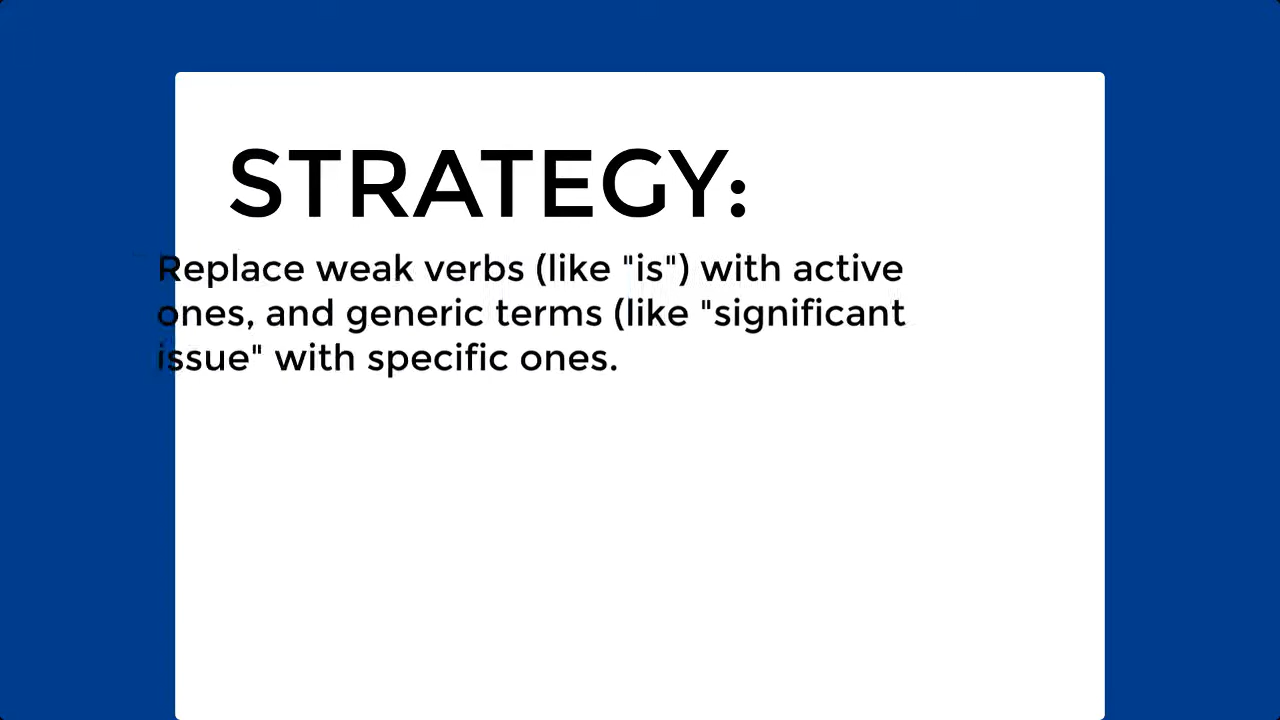 STRATEGY:
Replace weak verbs (like "is") with active
ones, and generic terms (like "significant
issue" with specific ones.